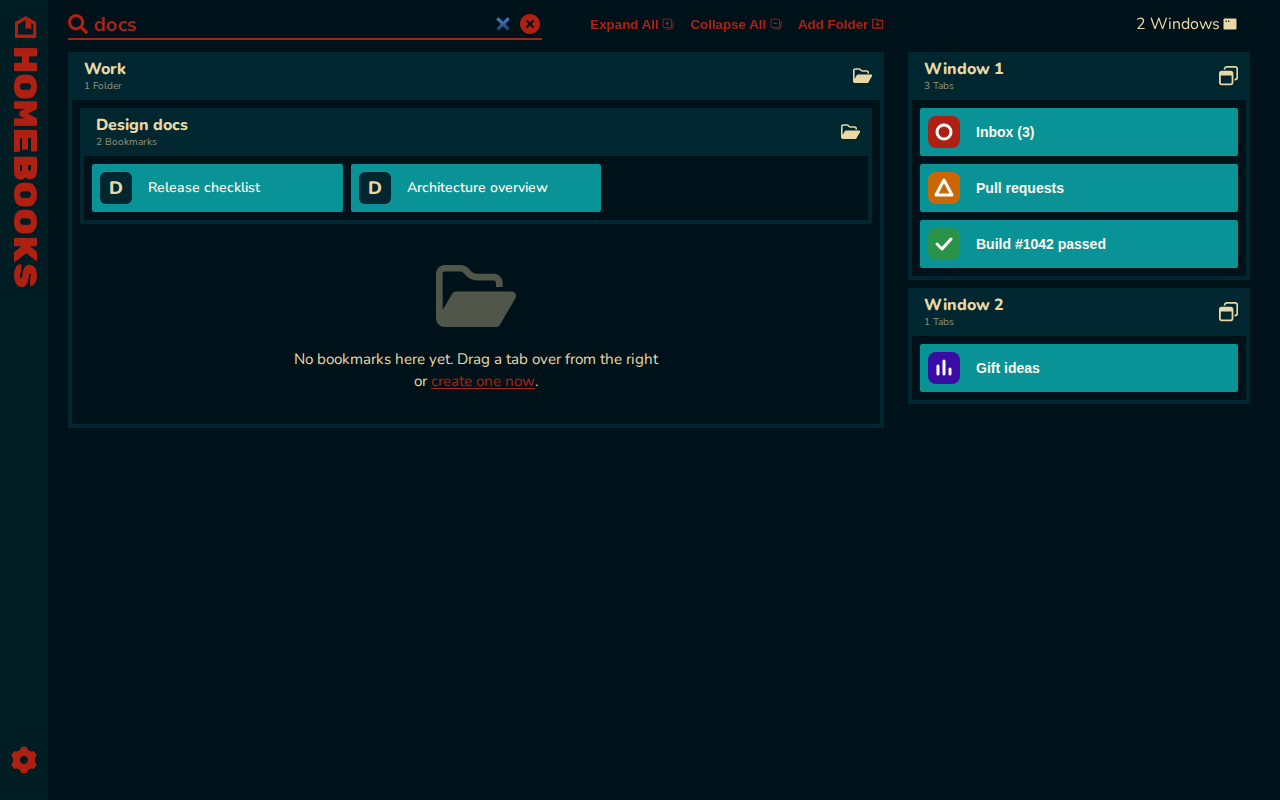 HOMEBOOKS
docs
Expand All
Collapse All
Add Folder
2 Windows
Work
1 Folder
Design docs
2 Bookmarks
D Release checklist
D Architecture overview
No bookmarks here yet. Drag a tab over from the right
or create one now.
Window 1
3 Tabs
Inbox (3)
Pull requests
Build #1042 passed
Window 2
1 Tabs
Gift ideas